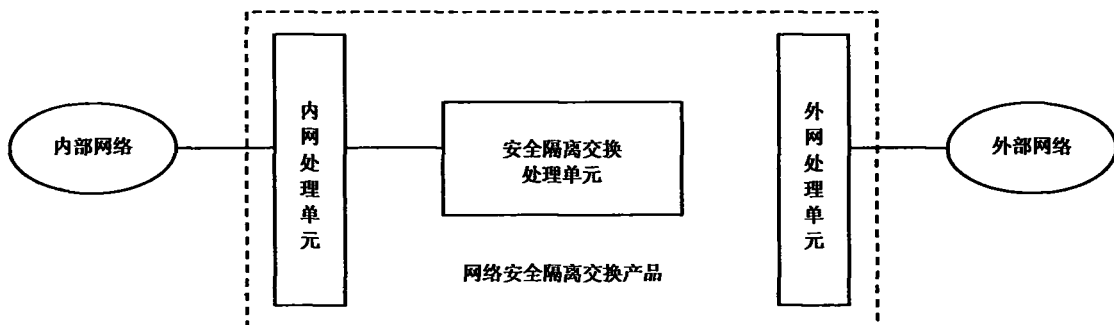 内部网络
内网处理单元
安全隔离交换
处理单元
外网处理单元
外部网络
网络安全隔离交换产品